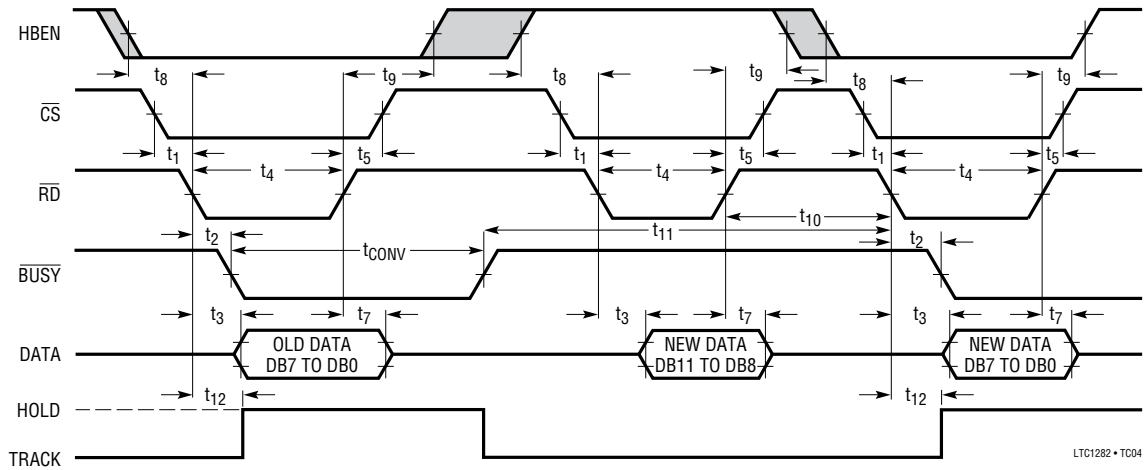 HBEN
t8
t9
t8
t9
t8
t9
CS
t1
t4
t5
t1
t4
t5
t1
t4
t5
RD
t2
tCONV
t11
t10
t2
BUSY
t3
t7
t3
t7
t3
t7
DATA
OLD DATA
DB7 TO DB0
NEW DATA
DB11 TO DB8
NEW DATA
DB7 TO DB0
t12
t12
HOLD
TRACK
LTC1282 • TC04